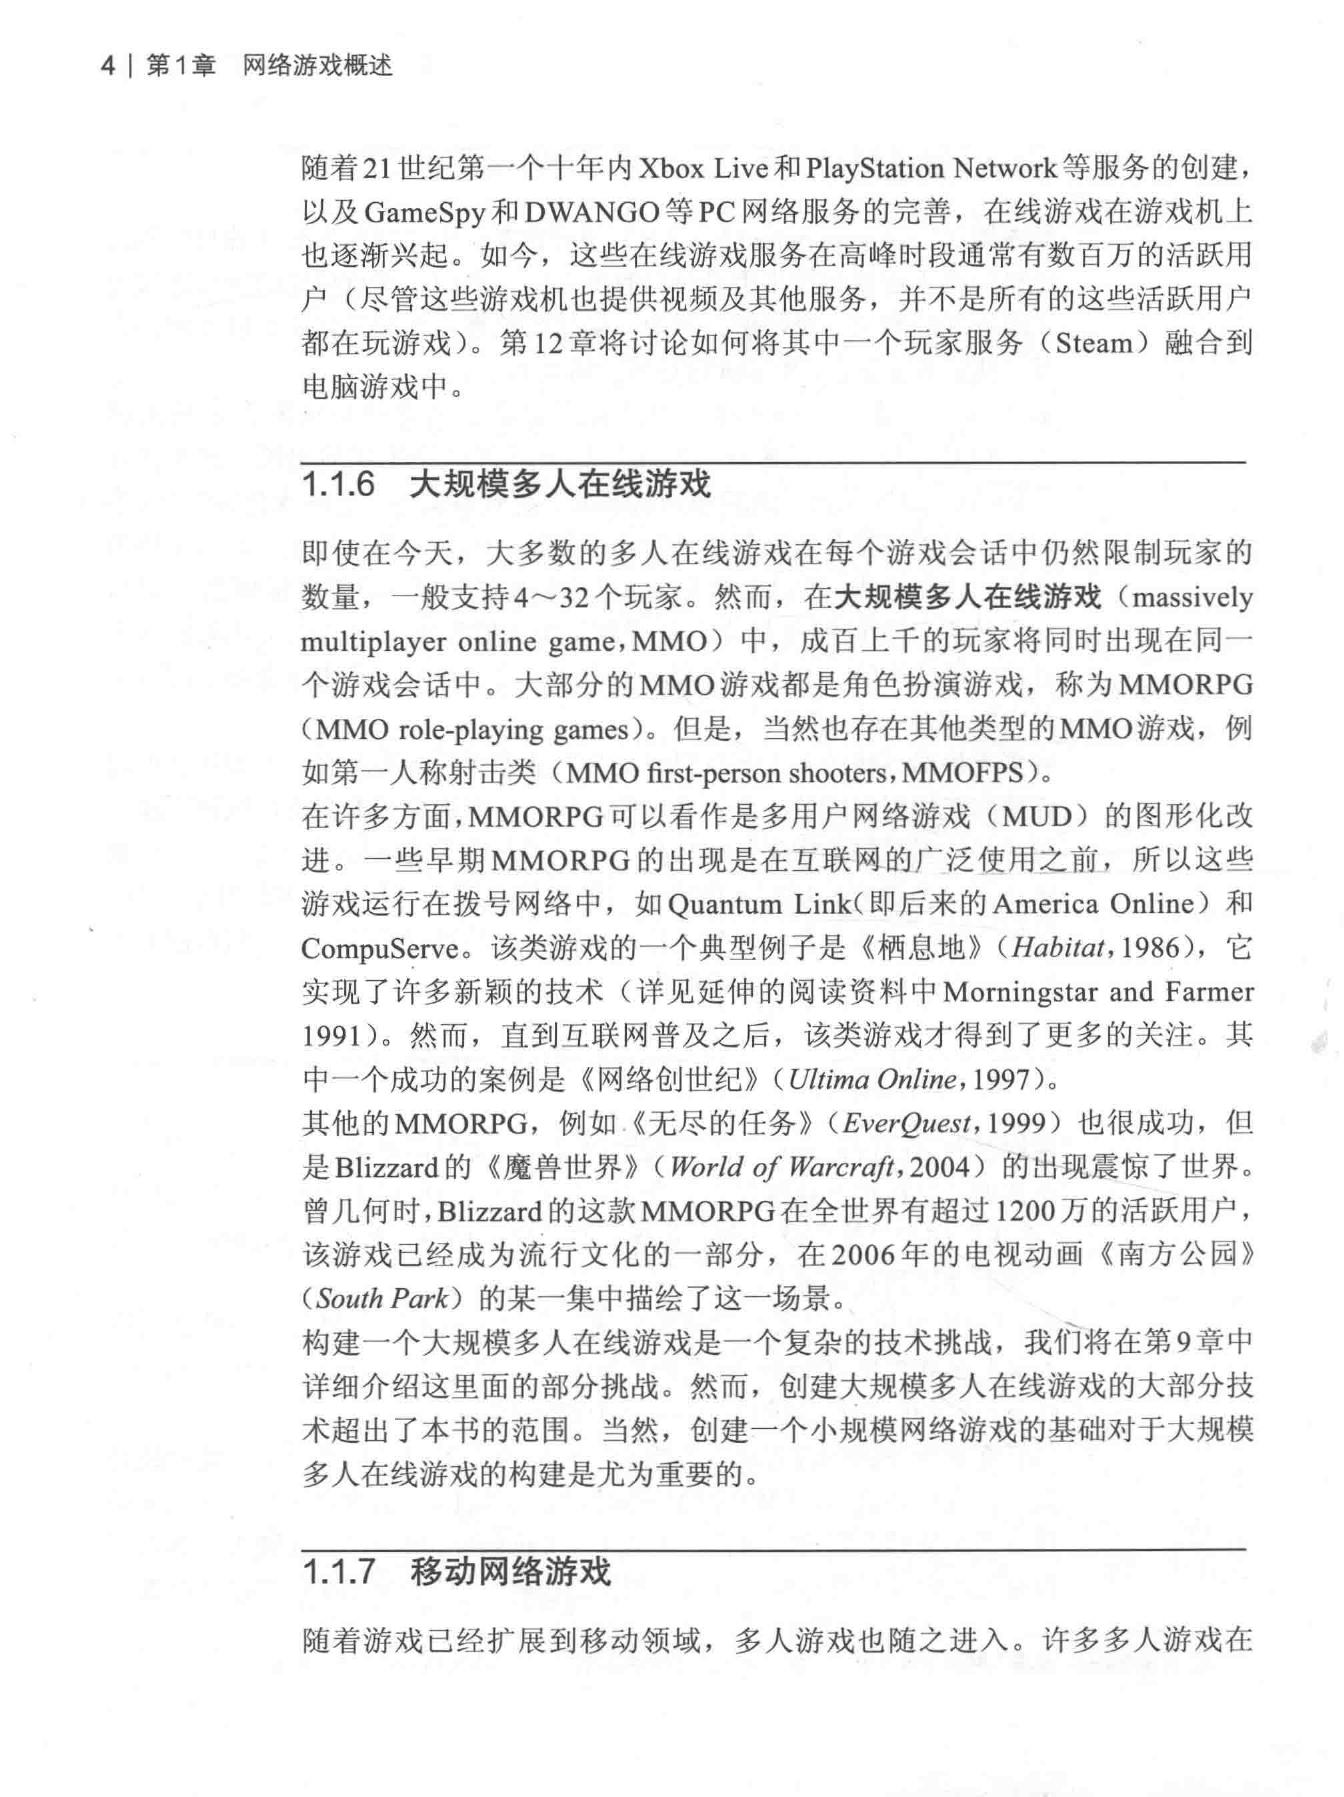 4 | 第1章 网络游戏概述
随着21世纪第一个十年内Xbox Live和PlayStation Network等服务的创建，
以及GameSpy和DWANGO等PC网络服务的完善，在线游戏在游戏机上
也逐渐兴起。如今，这些在线游戏服务在高峰时段通常有数百万的活跃用
户（尽管这些游戏机也提供视频及其他服务，并不是所有的这些活跃用户
都在玩游戏）。第12章将讨论如何将其中一个玩家服务（Steam）融合到
电脑游戏中。
1.1.6 大规模多人在线游戏
即使在今天，大多数的多人在线游戏在每个游戏会话中仍然限制玩家的
数量，一般支持4～32个玩家。然而，在大规模多人在线游戏（massively
multiplayer online game，MMO）中，成百上千的玩家将同时出现在同一
个游戏会话中。大部分的MMO游戏都是角色扮演游戏，称为MMORPG
（MMO role-playing games）。但是，当然也存在其他类型的MMO游戏，例
如第一人称射击类（MMO first-person shooters，MMOFPS）。
在许多方面，MMORPG可以看作是多用户网络游戏（MUD）的图形化改
进。一些早期MMORPG的出现是在互联网的广泛使用之前，所以这些
游戏运行在拨号网络中，如Quantum Link（即后来的America Online）和
CompuServe。该类游戏的一个典型例子是《栖息地》（Habitat，1986），它
实现了许多新颖的技术（详见延伸的阅读资料中Morningstar and Farmer
1991）。然而，直到互联网普及之后，该类游戏才得到了更多的关注。其
中一个成功的案例是《网络创世纪》（Ultima Online，1997）。
其他的MMORPG，例如《无尽的任务》（EverQuest，1999）也很成功，但
是Blizzard的《魔兽世界》（World of Warcraft，2004）的出现震惊了世界。
曾几何时，Blizzard的这款MMORPG在全世界有超过1200万的活跃用户，
该游戏已经成为流行文化的一部分，在2006年的电视动画《南方公园》
（South Park）的某一集中描绘了这一场景。
构建一个大规模多人在线游戏是一个复杂的技术挑战，我们将在第9章中
详细介绍这里面的部分挑战。然而，创建大规模多人在线游戏的大部分技
术超出了本书的范围。当然，创建一个小规模网络游戏的基础对于大规模
多人在线游戏的构建是尤为重要的。
1.1.7 移动网络游戏
随着游戏已经扩展到移动领域，多人游戏也随之进入。许多多人游戏在